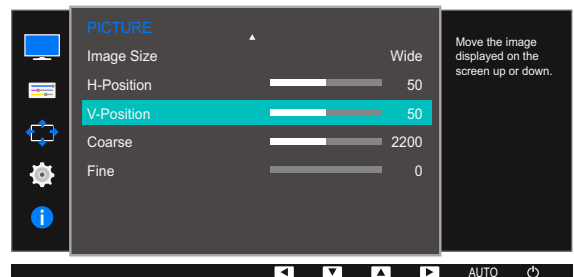 PICTURE
Image Size Wide
H-Position 50
V-Position 50
Coarse 2200
Fine 0
Move the image
displayed on the
screen up or down.
AUTO